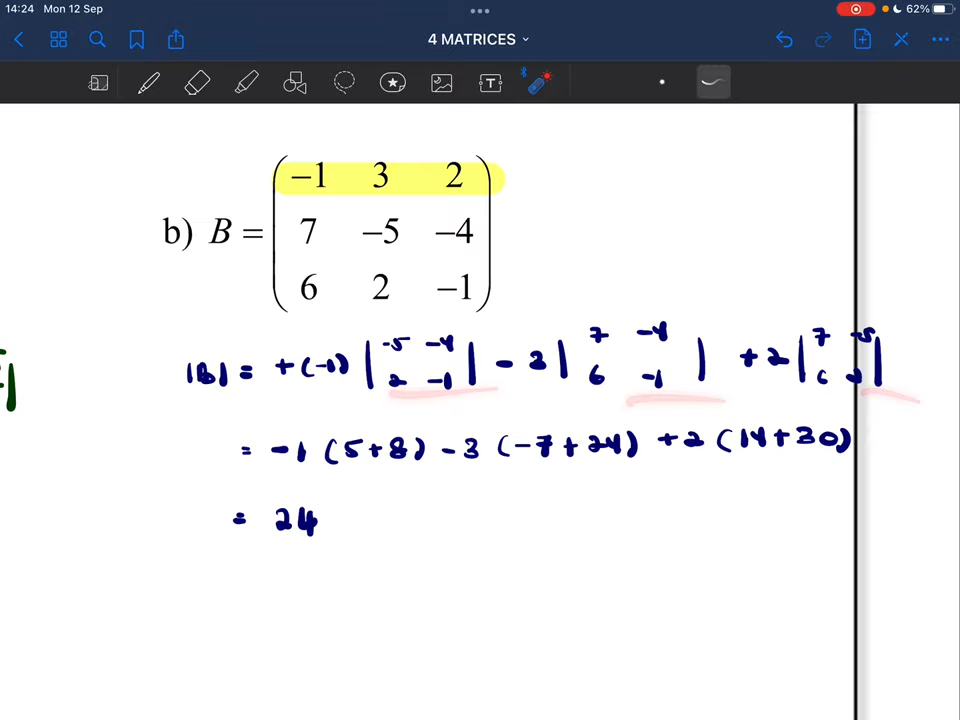 14:24 Mon 12 Sep 62%
4 MATRICES
T
b) B = ( −1 3 2
7 −5 −4
6 2 −1 )
|B| = +(-1) | -5 -4 | - 3 | 7 -4 | + 2 | 7 -5 |
2 -1 6 -1 6 2
= -1 (5+8) - 3 (-7+24) + 2 (14+30)
= 24